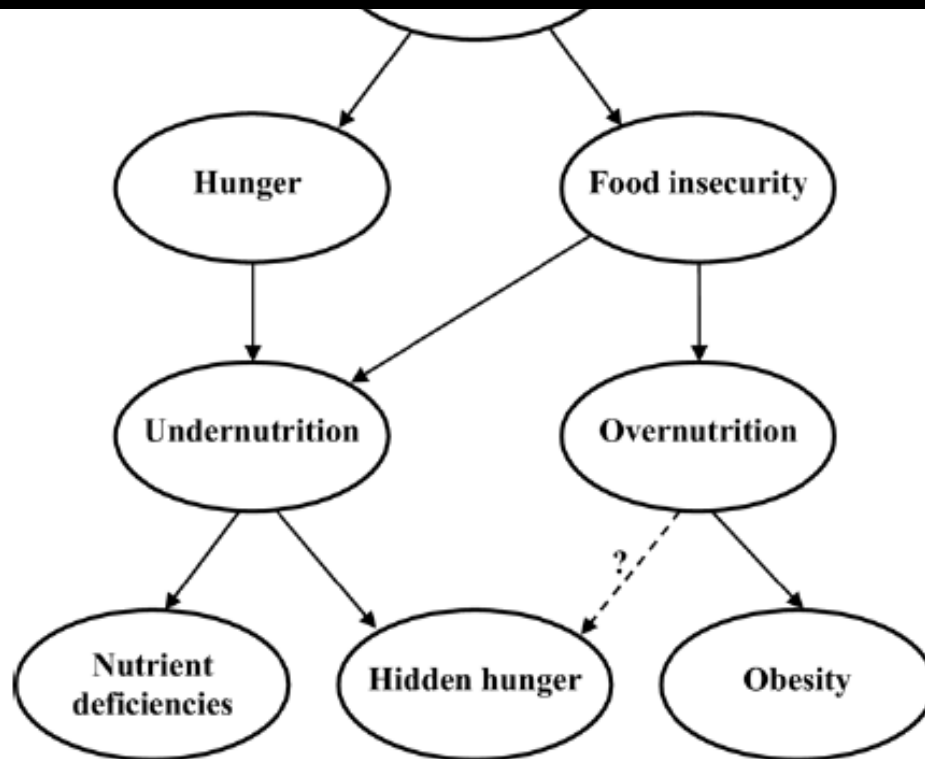 Hunger
Food insecurity
Undernutrition
Overnutrition
?
Nutrient
deficiencies
Hidden hunger
Obesity